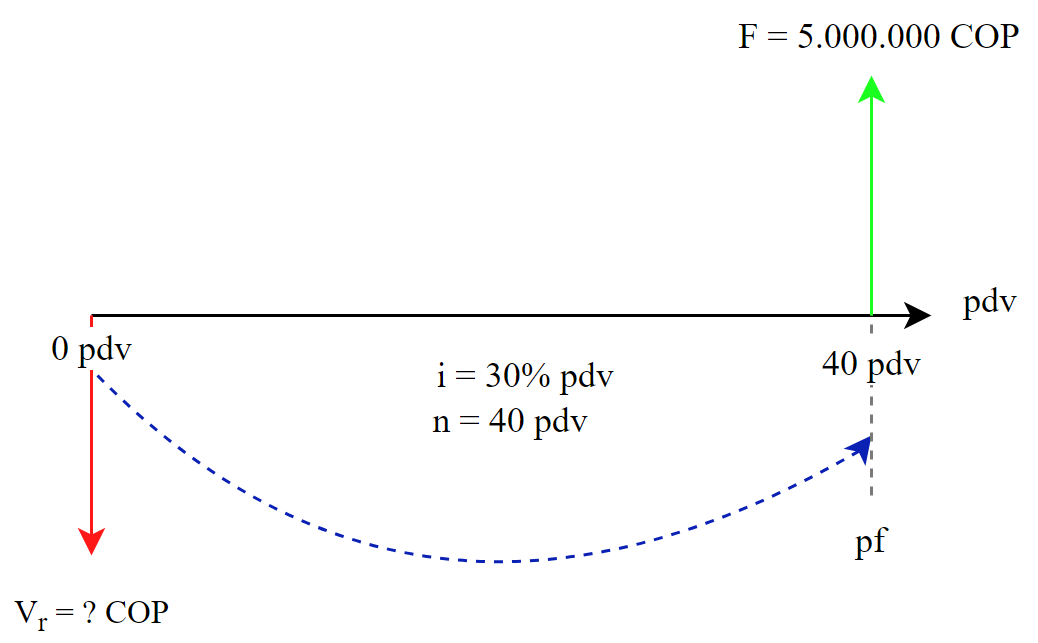 F = 5.000.000 COP
pdv
0 pdv
40 pdv
i = 30% pdv
n = 40 pdv
pf
Vr = ? COP